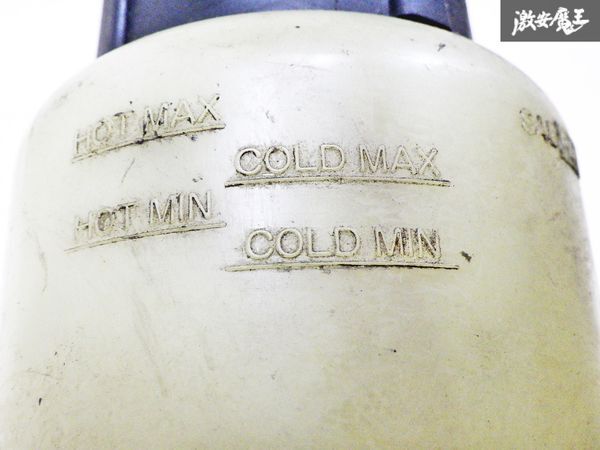 激安魔王
HOT MAX
COLD MAX
HOT MIN
COLD MIN